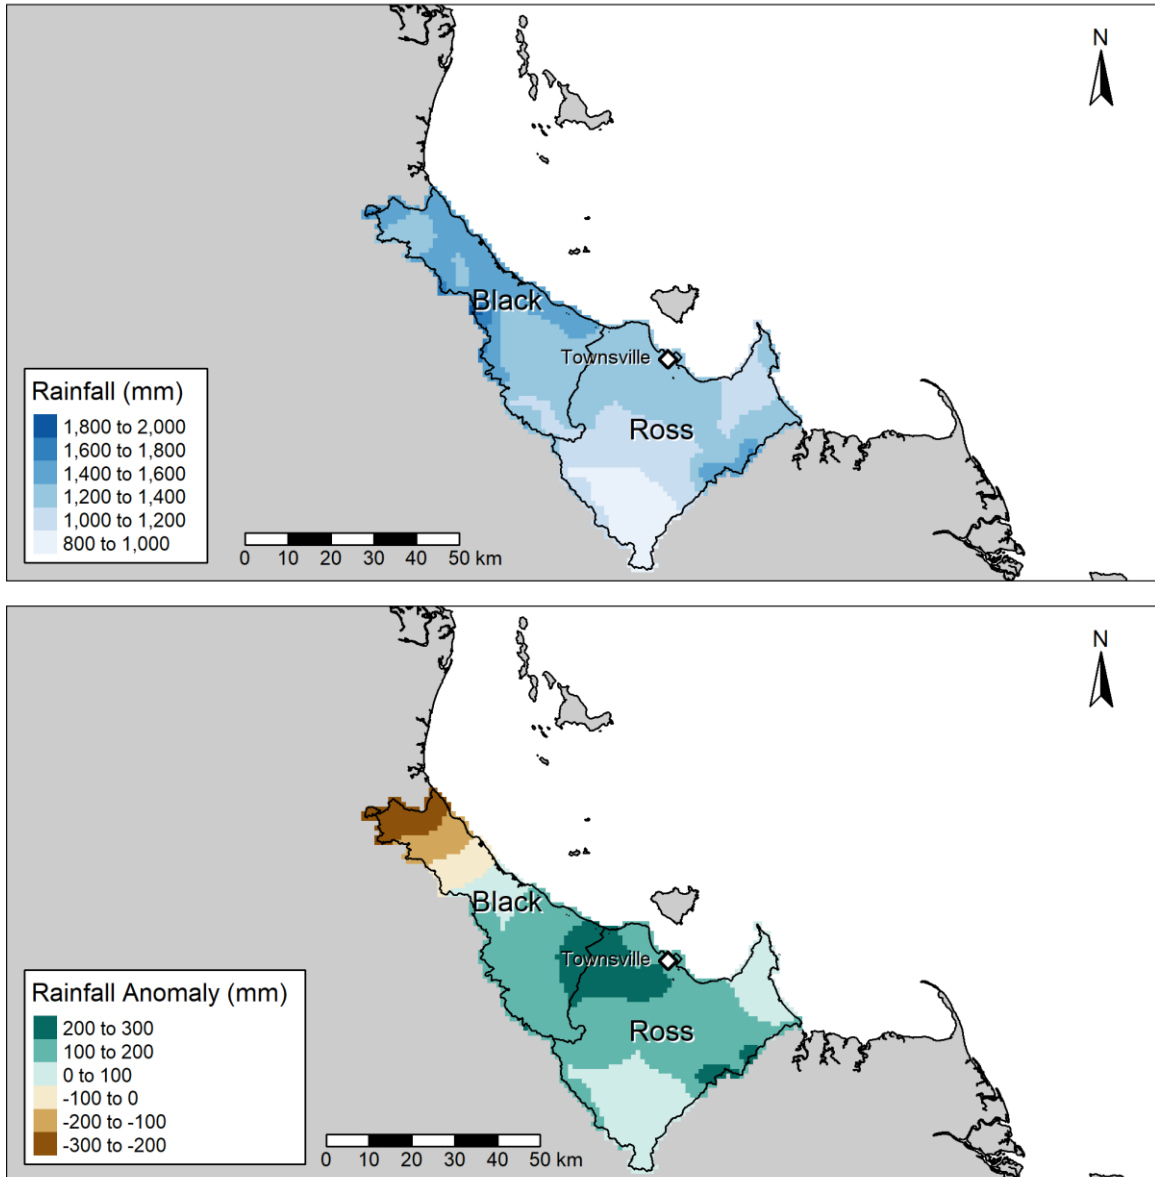 N
Black
Townsville
Ross
Rainfall (mm)
1,800 to 2,000
1,600 to 1,800
1,400 to 1,600
1,200 to 1,400
1,000 to 1,200
800 to 1,000
0 10 20 30 40 50 km
N
Black
Townsville
Ross
Rainfall Anomaly (mm)
200 to 300
100 to 200
0 to 100
-100 to 0
-200 to -100
-300 to -200
0 10 20 30 40 50 km